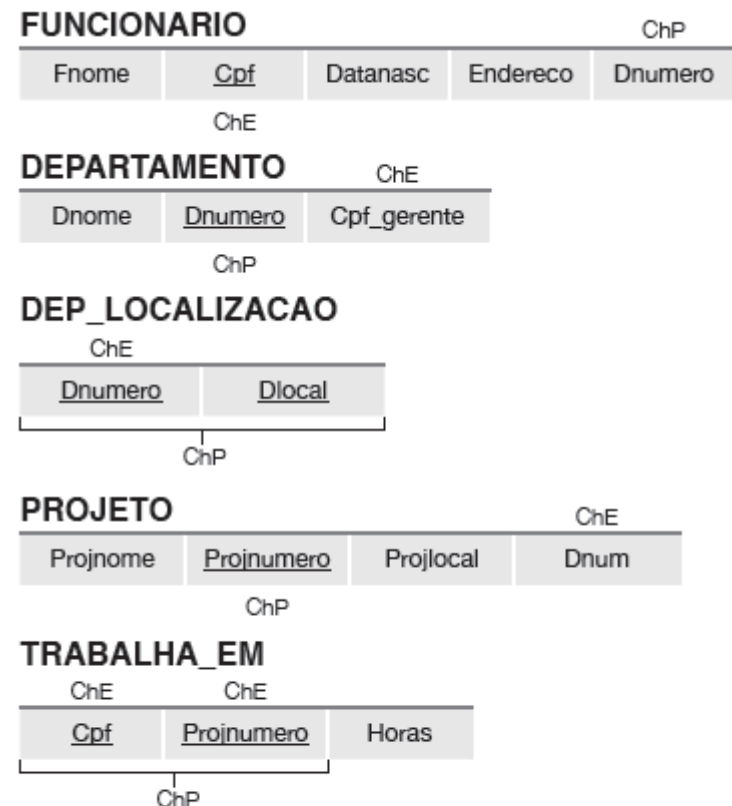 FUNCIONARIO
ChP
Fnome Cpf Datanasc Endereco Dnumero
ChE
DEPARTAMENTO
ChE
Dnome Dnumero Cpf_gerente
ChP
DEP_LOCALIZACAO
ChE
Dnumero Dlocal
ChP
PROJETO
ChE
Projnome Projnumero Projlocal Dnum
ChP
TRABALHA_EM
ChE ChE
Cpf Projnumero Horas
ChP